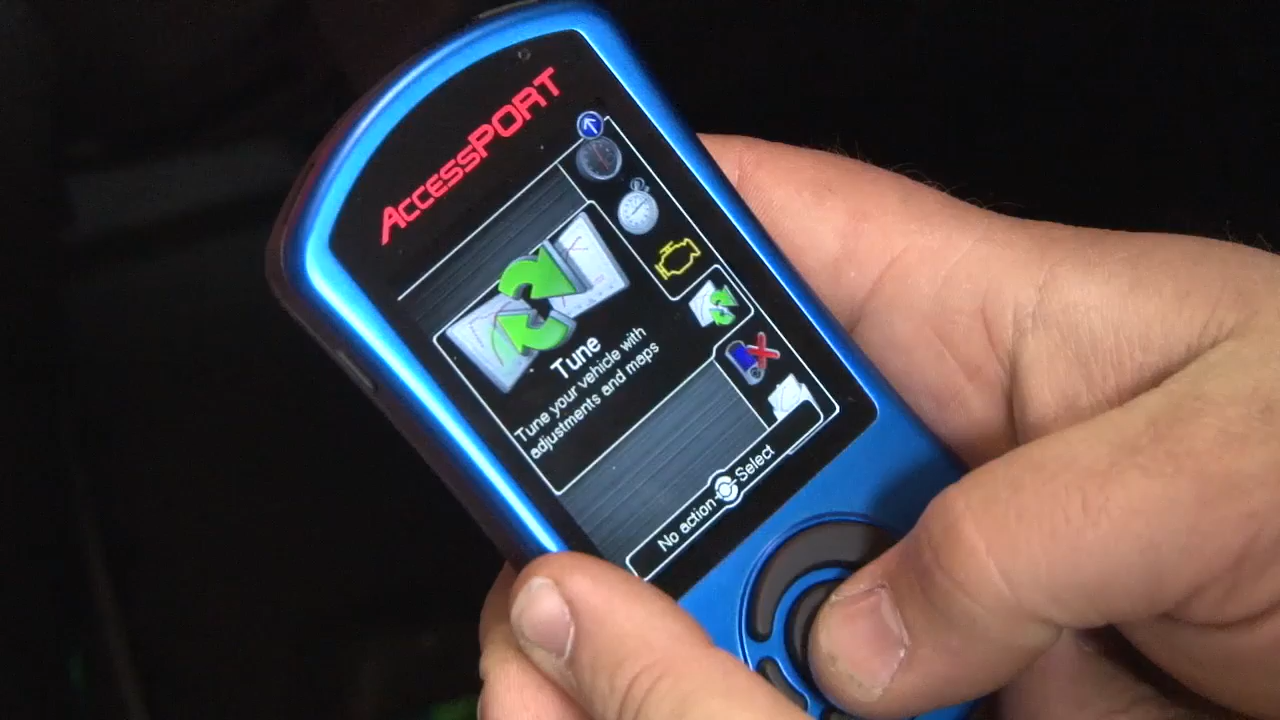 AccessPORT
Tune
Tune your vehicle with
adjustments and maps
No action
Select